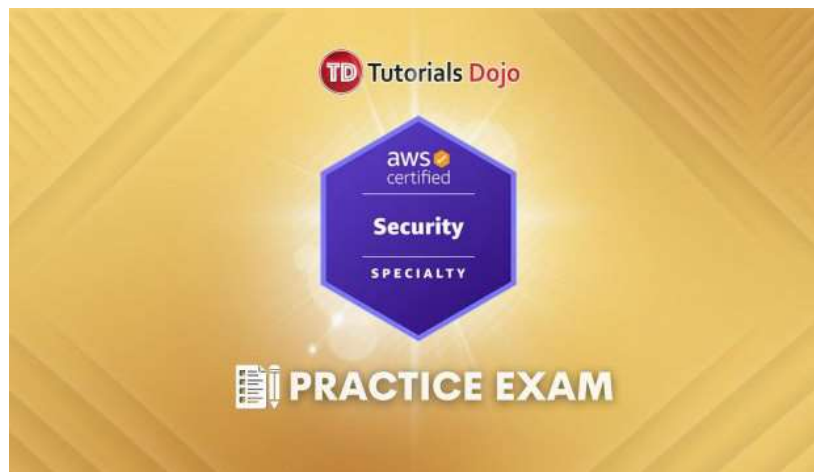 TD Tutorials Dojo
aws
certified
Security
SPECIALTY
PRACTICE EXAM